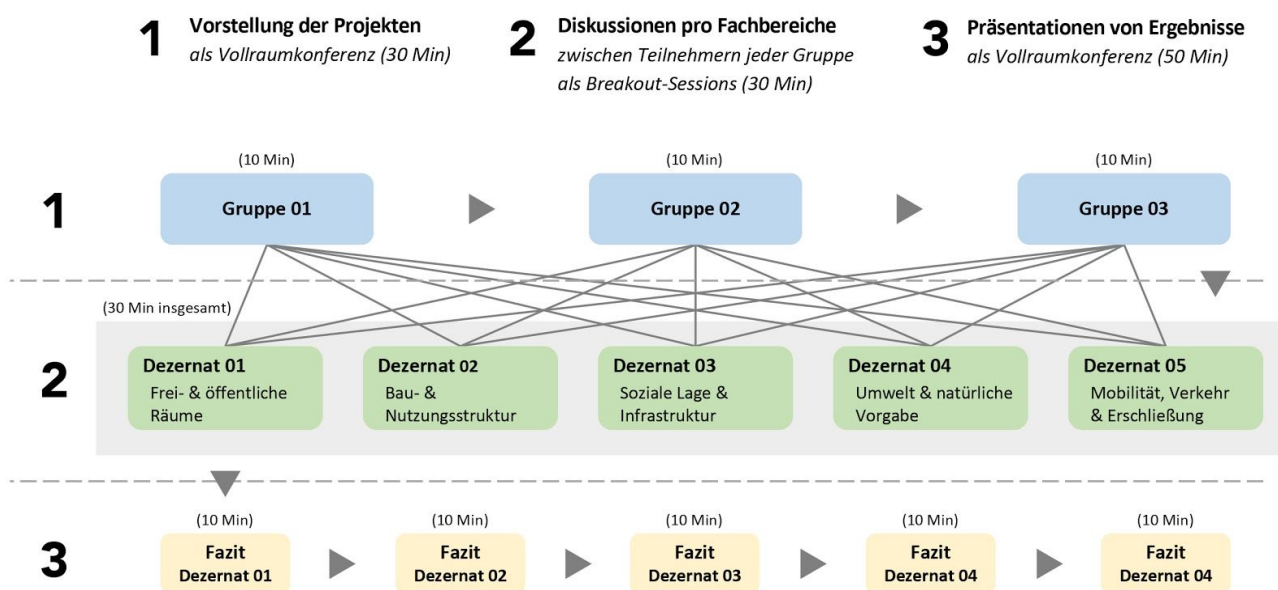 1
Vorstellung der Projekten
als Vollraumkonferenz (30 Min)
2
Diskussionen pro Fachbereiche
zwischen Teilnehmern jeder Gruppe
als Breakout-Sessions (30 Min)
3
Präsentationen von Ergebnisse
als Vollraumkonferenz (50 Min)
1
(10 Min)
Gruppe 01
(10 Min)
Gruppe 02
(10 Min)
Gruppe 03
(30 Min insgesamt)
2
Dezernat 01
Frei- & öffentliche
Räume
Dezernat 02
Bau- &
Nutzungsstruktur
Dezernat 03
Soziale Lage &
Infrastruktur
Dezernat 04
Umwelt & natürliche
Vorgabe
Dezernat 05
Mobilität, Verkehr
& Erschließung
3
(10 Min)
Fazit
Dezernat 01
(10 Min)
Fazit
Dezernat 02
(10 Min)
Fazit
Dezernat 03
(10 Min)
Fazit
Dezernat 04
(10 Min)
Fazit
Dezernat 04